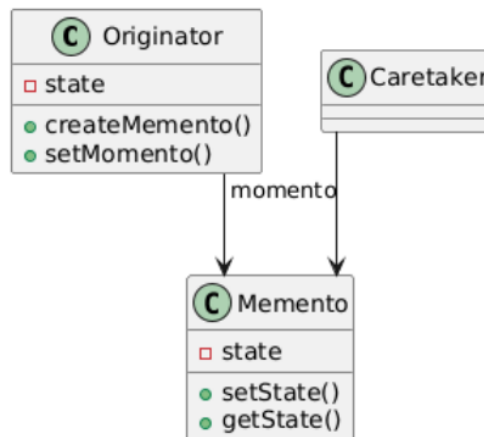 C Originator
state
createMemento()
setMomento()
C Caretaker
momento
C Memento
state
setState()
getState()